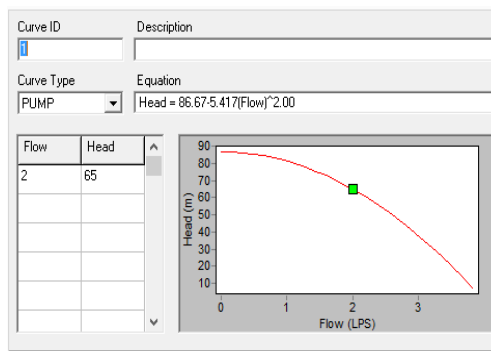 Curve ID Description
1
Curve Type Equation
PUMP Head = 86.67-5.417(Flow)^2.00
Flow Head
2 65
90
80
70
60
50
40
30
20
10
Head (m)
0 1 2 3
Flow (LPS)